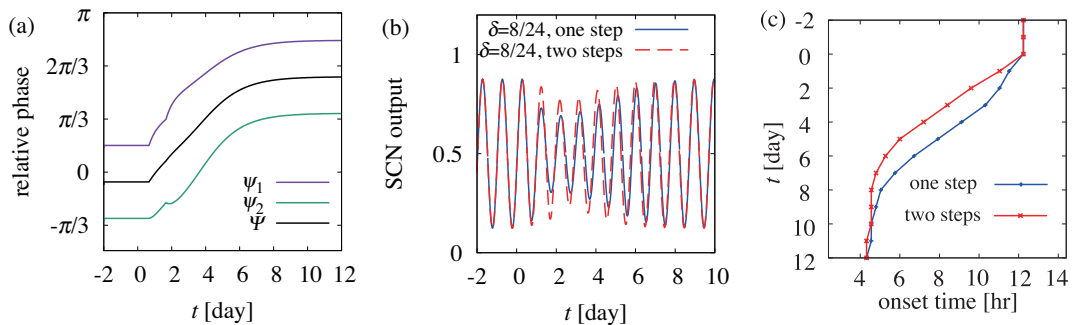 (a)
relative phase
π
2π/3
π/3
0
-π/3
ψ₁
ψ₂
Ψ̃
-2 0 2 4 6 8 10 12
t [day]
(b)
SCN output
δ=8/24, one step
δ=8/24, two steps
1
0.5
0
-2 0 2 4 6 8 10
t [day]
(c)
t [day]
-2
0
2
4
6
8
10
12
one step
two steps
4 6 8 10 12 14
onset time [hr]